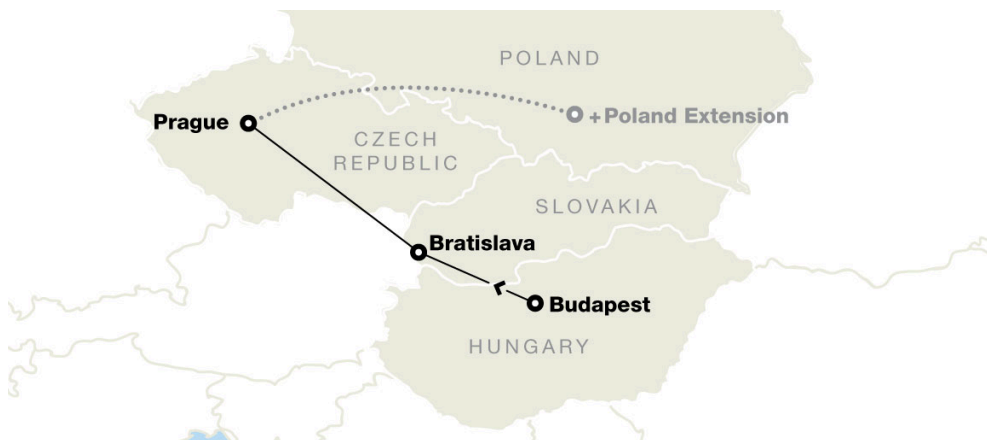 POLAND
+Poland Extension
Prague
CZECH
REPUBLIC
SLOVAKIA
Bratislava
Budapest
HUNGARY